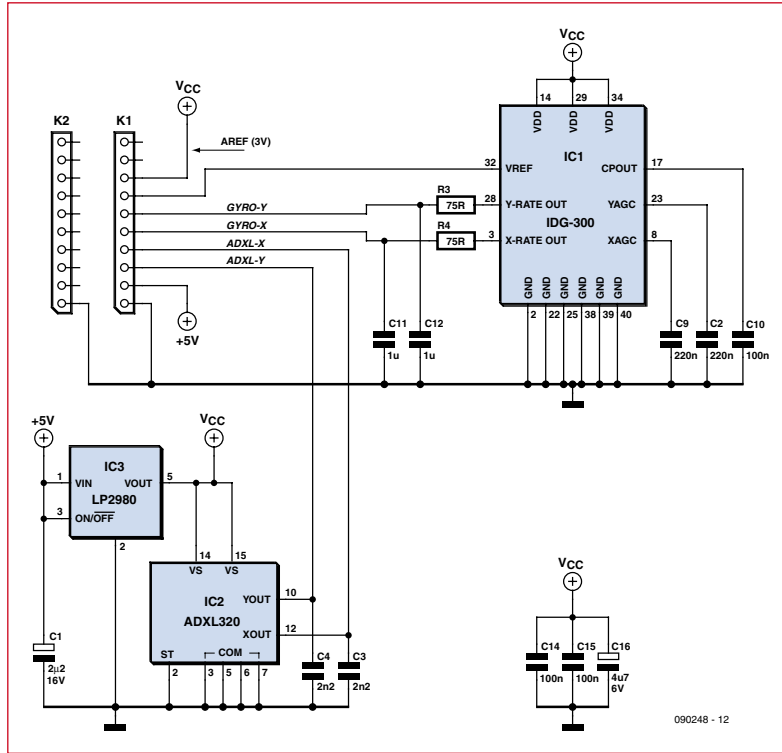 VCC
VCC
14
29
34
VDD
VDD
VDD
K2
K1
AREF (3V)
IC1
32
VREF
CPOUT
17
R3
GYRO-Y
75R
28
Y-RATE OUT
YAGC
23
IDG-300
GYRO-X
R4
75R
3
X-RATE OUT
XAGC
8
ADXL-X
ADXL-Y
GND
GND
GND
GND
GND
GND
2
22
25
38
39
40
+5V
C11
1u
C12
1u
C9
220n
C2
220n
C10
100n
+5V
VCC
IC3
1
VIN
VOUT
5
LP2980
3
ON/OFF
2
14
15
VS
VS
IC2
YOUT
10
ADXL320
XOUT
12
ST
COM
2
3
5
6
7
C1
2µ2
16V
C4
2n2
C3
2n2
VCC
C14
100n
C15
100n
C16
4u7
6V
090248 - 12